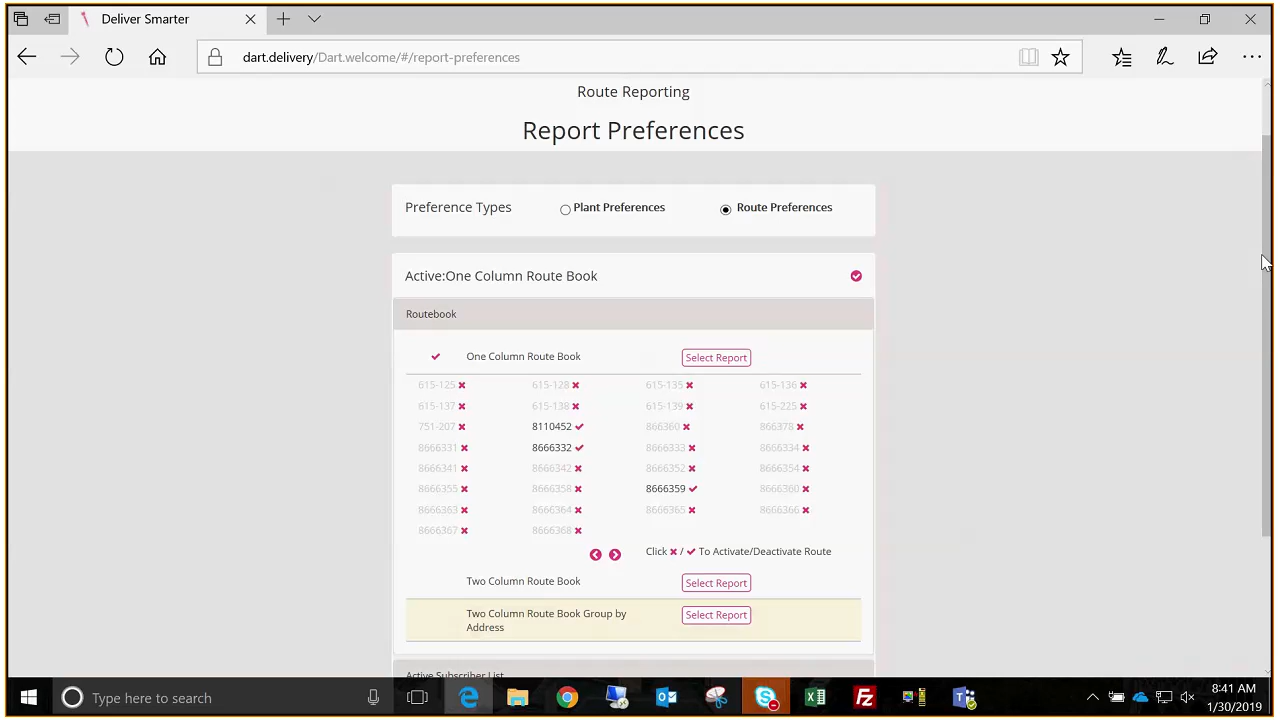 Deliver Smarter
dart.delivery/Dart.welcome/#/report-preferences
Route Reporting
Report Preferences
Preference Types Plant Preferences Route Preferences
Active:One Column Route Book
Routebook
One Column Route Book Select Report
615-125 615-128 615-135 615-136
615-137 615-138 615-139 615-225
751-207 8110452 866360 866378
8666331 8666332 8666333 8666334
8666341 8666342 8666352 8666354
8666355 8666358 8666359 8666360
8666363 8666364 8666365 8666366
8666367 8666368
Click / To Activate/Deactivate Route
Two Column Route Book Select Report
Two Column Route Book Group by Select Report
Address
Active Subscriber List
Type here to search
8:41 AM
1/30/2019